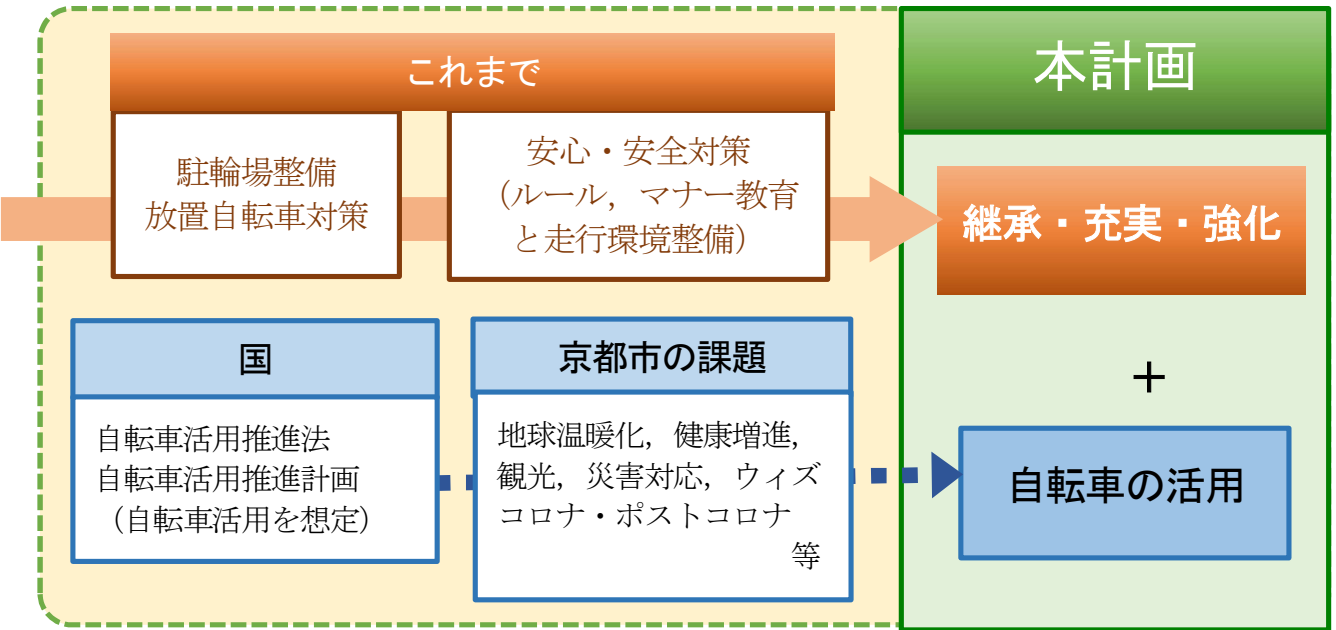 これまで
駐輪場整備
放置自転車対策
安心・安全対策
（ルール，マナー教育
と走行環境整備）
国
自転車活用推進法
自転車活用推進計画
（自転車活用を想定）
京都市の課題
地球温暖化，健康増進，
観光，災害対応，ウィズ
コロナ・ポストコロナ
等
本計画
継承・充実・強化
＋
自転車の活用